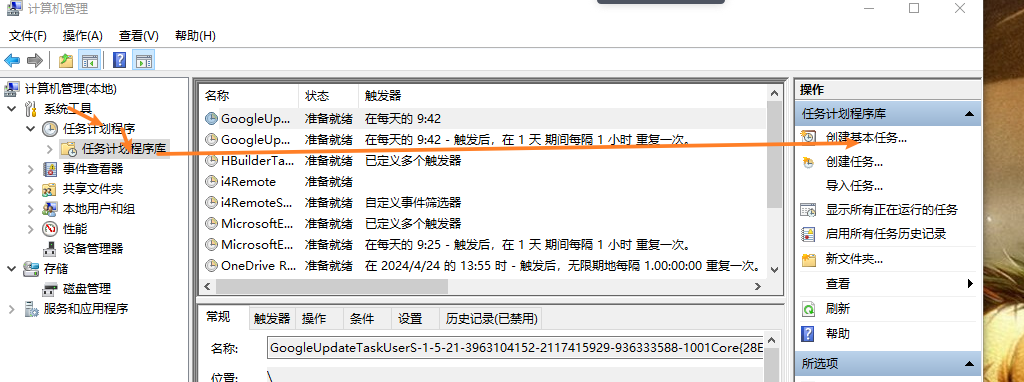 计算机管理
文件(F) 操作(A) 查看(V) 帮助(H)
计算机管理(本地)
系统工具
任务计划程序
任务计划程序库
事件查看器
共享文件夹
本地用户和组
性能
设备管理器
存储
磁盘管理
服务和应用程序
名称 状态 触发器
GoogleUp... 准备就绪 在每天的 9:42
GoogleUp... 准备就绪 在每天的 9:42 - 触发后，在 1 天 期间每隔 1 小时 重复一次。
HBuilderTa... 准备就绪 已定义多个触发器
i4Remote 准备就绪
i4RemoteS... 准备就绪 自定义事件筛选器
MicrosoftE... 准备就绪 已定义多个触发器
MicrosoftE... 准备就绪 在每天的 9:25 - 触发后，在 1 天 期间每隔 1 小时 重复一次。
OneDrive R... 准备就绪 在 2024/4/24 的 13:55 时 - 触发后，无限期地每隔 1.00:00:00 重复一次。
常规 触发器 操作 条件 设置 历史记录(已禁用)
名称: GoogleUpdateTaskUserS-1-5-21-3963104152-2117415929-936333588-1001Core{28E
位置: \
操作
任务计划程序库
创建基本任务...
创建任务...
导入任务...
显示所有正在运行的任务
启用所有任务历史记录
新文件夹...
查看
刷新
帮助
所选项